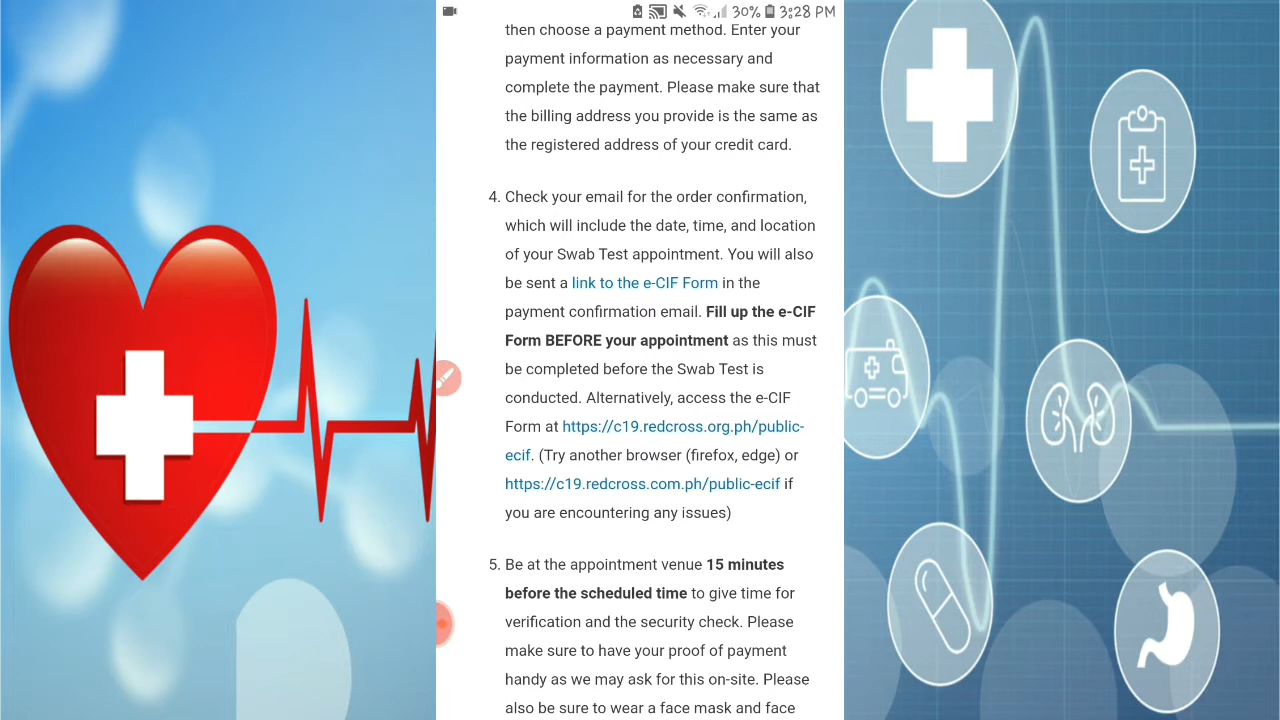 30% 3:28 PM
then choose a payment method. Enter your
payment information as necessary and
complete the payment. Please make sure that
the billing address you provide is the same as
the registered address of your credit card.
4. Check your email for the order confirmation,
which will include the date, time, and location
of your Swab Test appointment. You will also
be sent a link to the e-CIF Form in the
payment confirmation email. Fill up the e-CIF
Form BEFORE your appointment as this must
be completed before the Swab Test is
conducted. Alternatively, access the e-CIF
Form at https://c19.redcross.org.ph/public-
ecif. (Try another browser (firefox, edge) or
https://c19.redcross.com.ph/public-ecif if
you are encountering any issues)
5. Be at the appointment venue 15 minutes
before the scheduled time to give time for
verification and the security check. Please
make sure to have your proof of payment
handy as we may ask for this on-site. Please
also be sure to wear a face mask and face